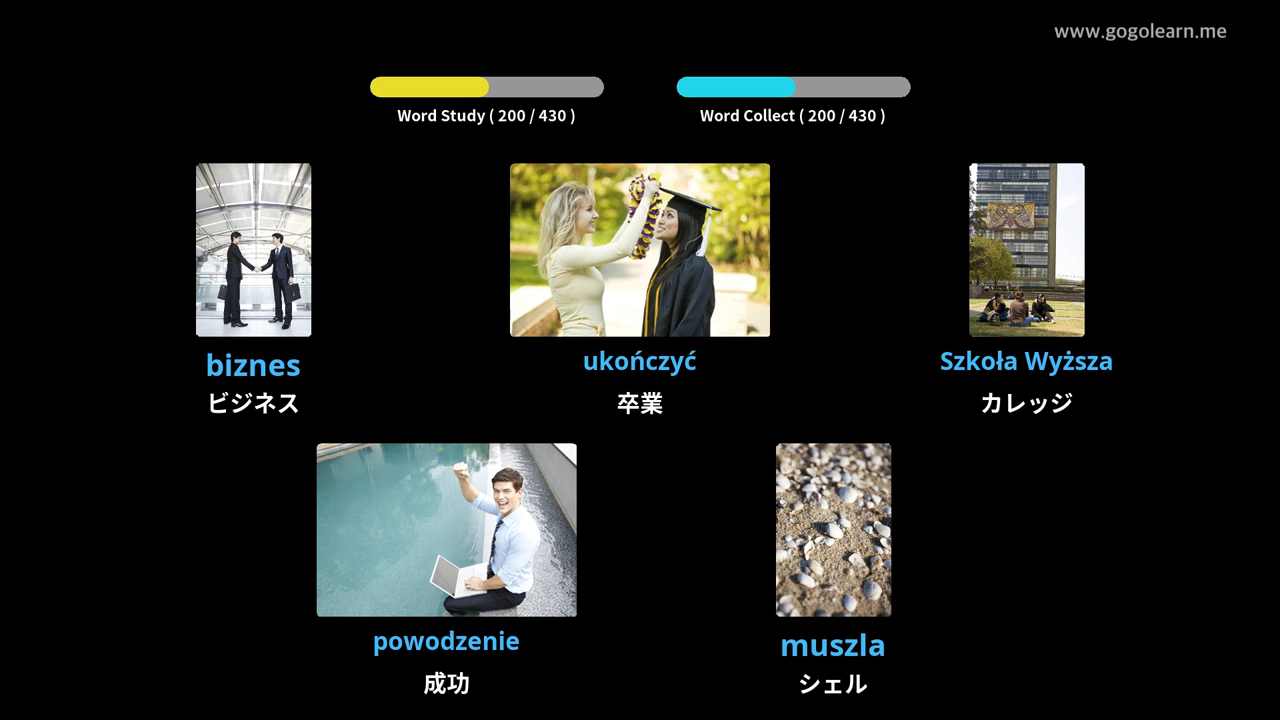 www.gogolearn.me
Word Study ( 200 / 430 )
Word Collect ( 200 / 430 )
biznes
ビジネス
ukończyć
卒業
Szkoła Wyższa
カレッジ
powodzenie
成功
muszla
シェル